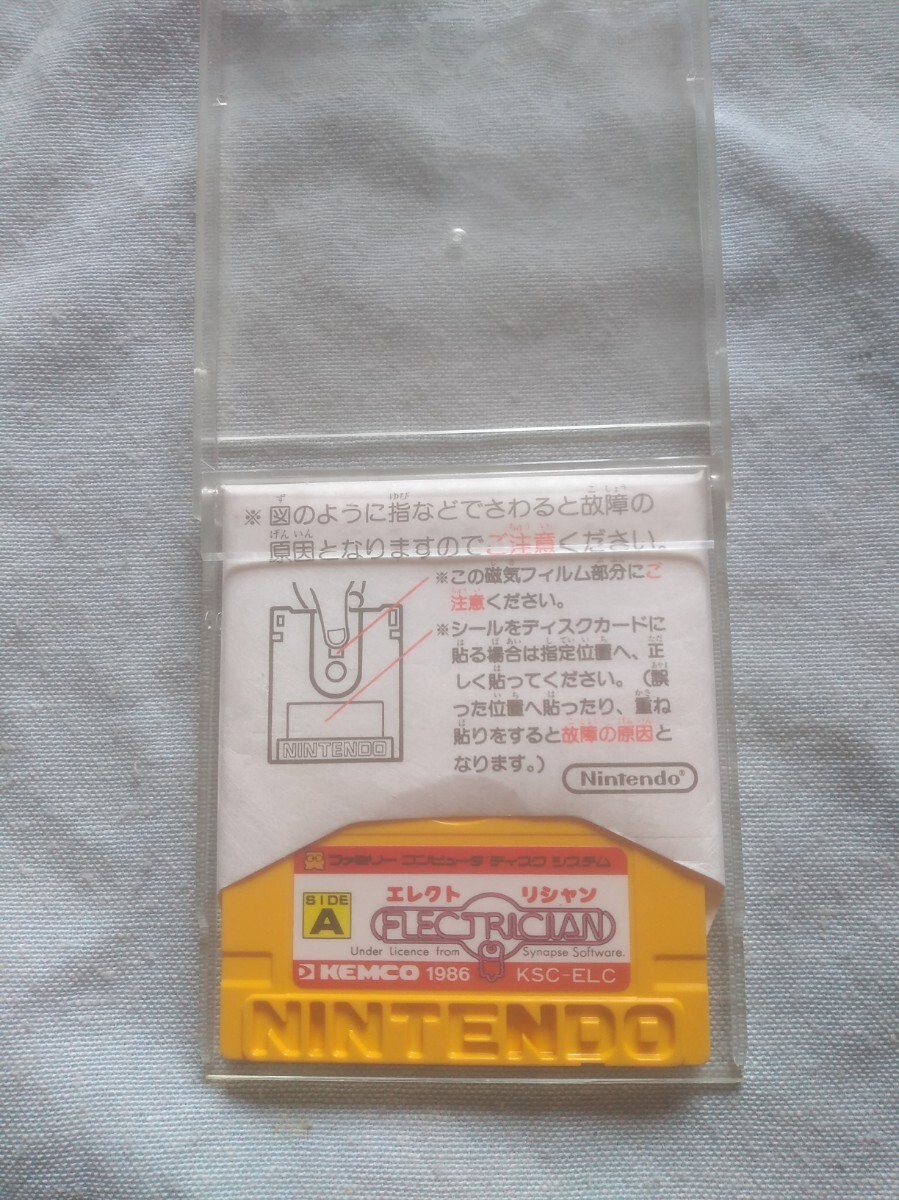 ※図のように指などでさわると故障の
原因となりますのでご注意ください。
※この磁気フィルム部分にご
注意ください。
※シールをディスクカードに
貼る場合は指定位置へ、正
しく貼ってください。(誤
った位置へ貼ったり、重ね
貼りをすると故障の原因と
なります。)
NINTENDO
Nintendo®
ファミリー コンピュータ ディスク システム
SIDE
A
エレクトリシャン
ELECTRICIAN
Under Licence from Synapse Software.
KEMCO 1986 KSC-ELC
NINTENDO